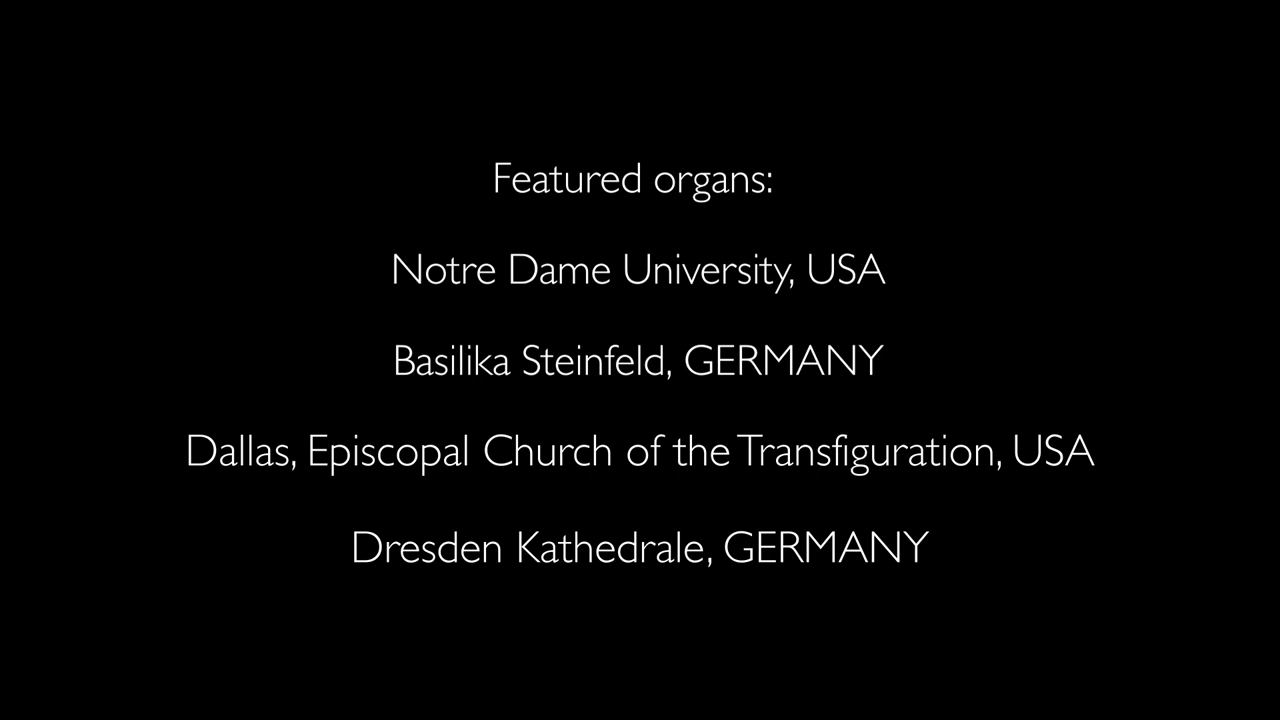 Featured organs:
Notre Dame University, USA
Basilika Steinfeld, GERMANY
Dallas, Episcopal Church of the Transfiguration, USA
Dresden Kathedrale, GERMANY